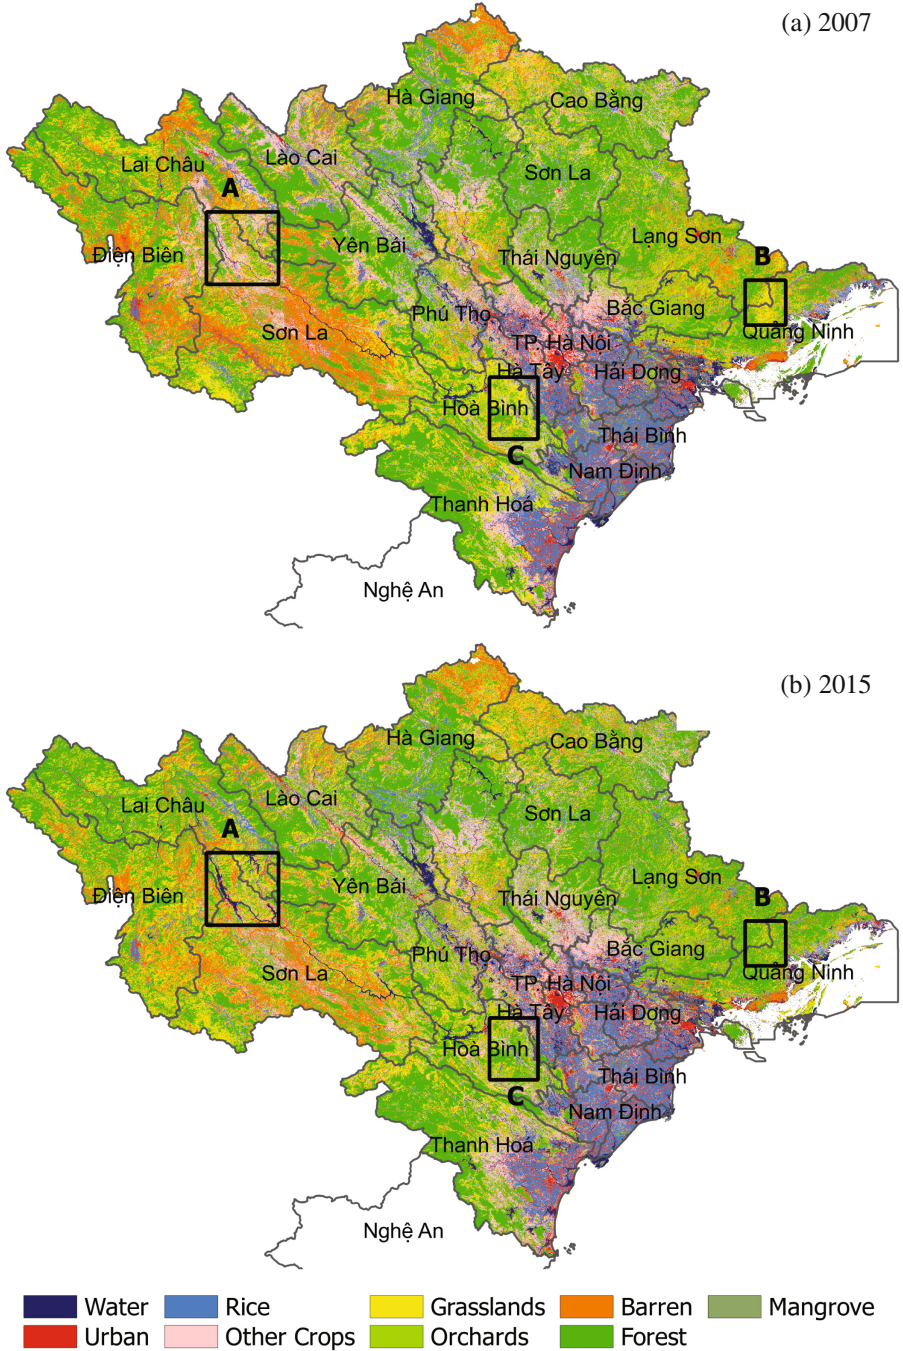 (a) 2007
Hà Giang
Cao Bằng
Lào Cai
Lai Châu
Sơn La
A
Yên Bái
Lạng Sơn
Điện Biên
Thái Nguyên
B
Phú Thọ
Bắc Giang
Sơn La
TP. Hà Nôi
Quảng Ninh
Hà Tây
Hải Dơng
Hoà Bình
Thái Bình
C
Nam Định
Thanh Hoá
Nghệ An
(b) 2015
Hà Giang
Cao Bằng
Lào Cai
Lai Châu
Sơn La
A
Yên Bái
Lạng Sơn
Điện Biên
Thái Nguyên
B
Phú Thọ
Bắc Giang
Sơn La
TP. Hà Nôi
Quảng Ninh
Hà Tây
Hải Dơng
Hoà Bình
Thái Bình
C
Nam Định
Thanh Hoá
Nghệ An
Water Rice Grasslands Barren Mangrove
Urban Other Crops Orchards Forest